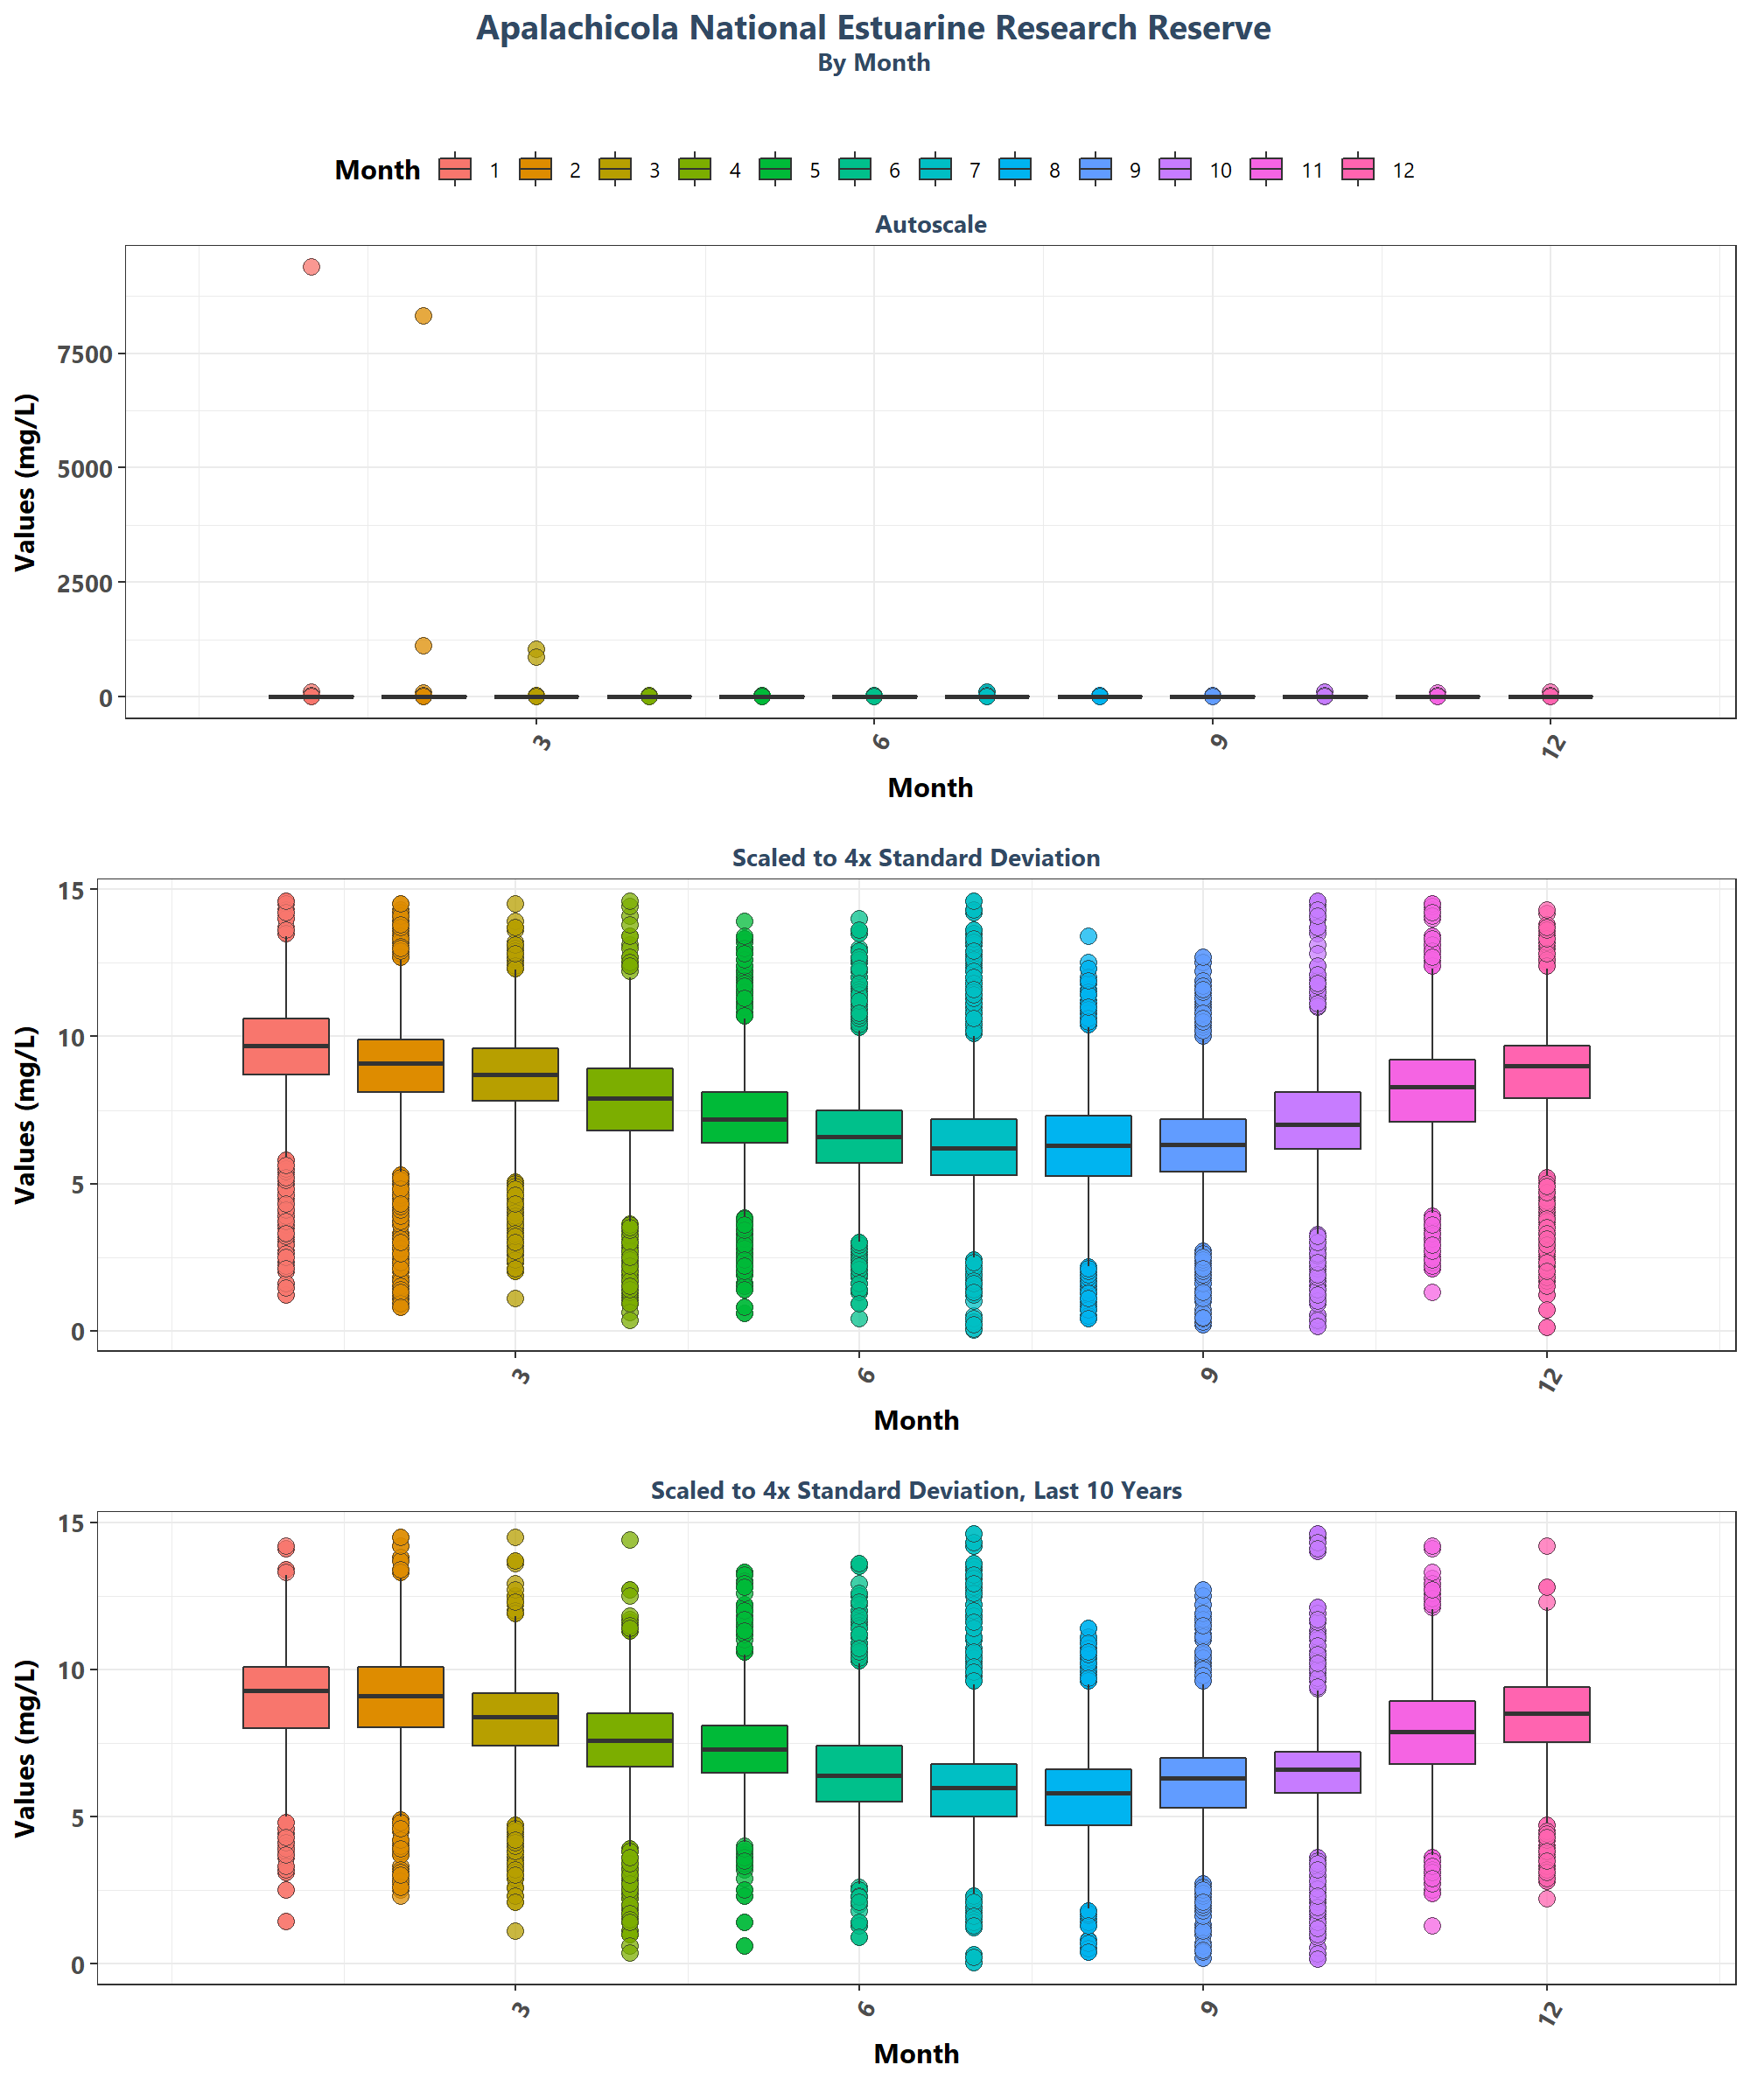 Apalachicola National Estuarine Research Reserve
By Month
Month 1 2 3 4 5 6 7 8 9 10 11 12
Autoscale
Values (mg/L)
7500
5000
2500
0
3 6 9 12
Month
Scaled to 4x Standard Deviation
Values (mg/L)
15
10
5
0
3 6 9 12
Month
Scaled to 4x Standard Deviation, Last 10 Years
Values (mg/L)
15
10
5
0
3 6 9 12
Month